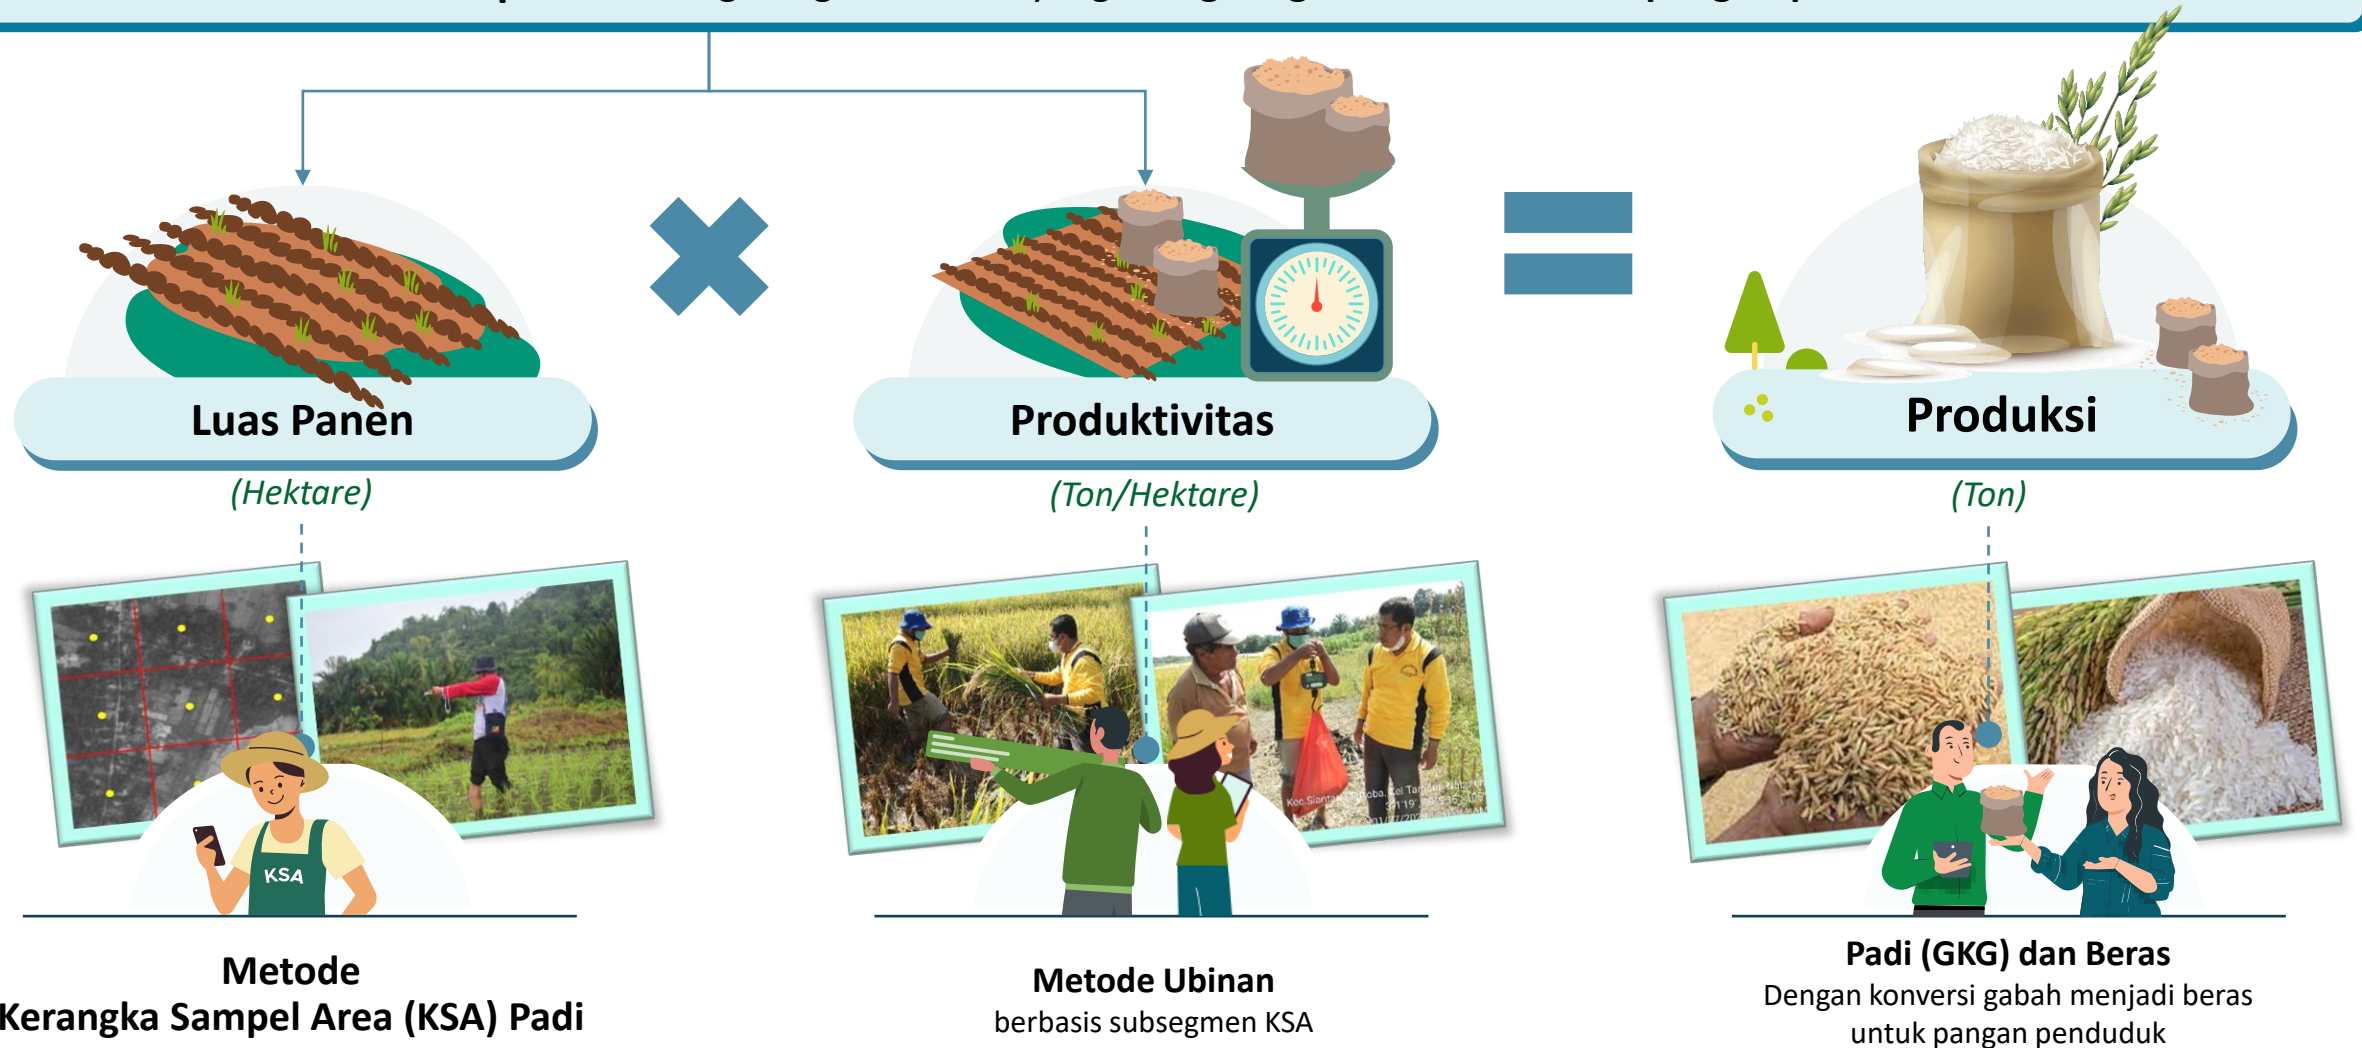 Luas Panen
Produktivitas
Produksi
(Hektare)
(Ton/Hektare)
(Ton)
KSA
Metode
Kerangka Sampel Area (KSA) Padi
Metode Ubinan
berbasis subsegmen KSA
Padi (GKG) dan Beras
Dengan konversi gabah menjadi beras
untuk pangan penduduk